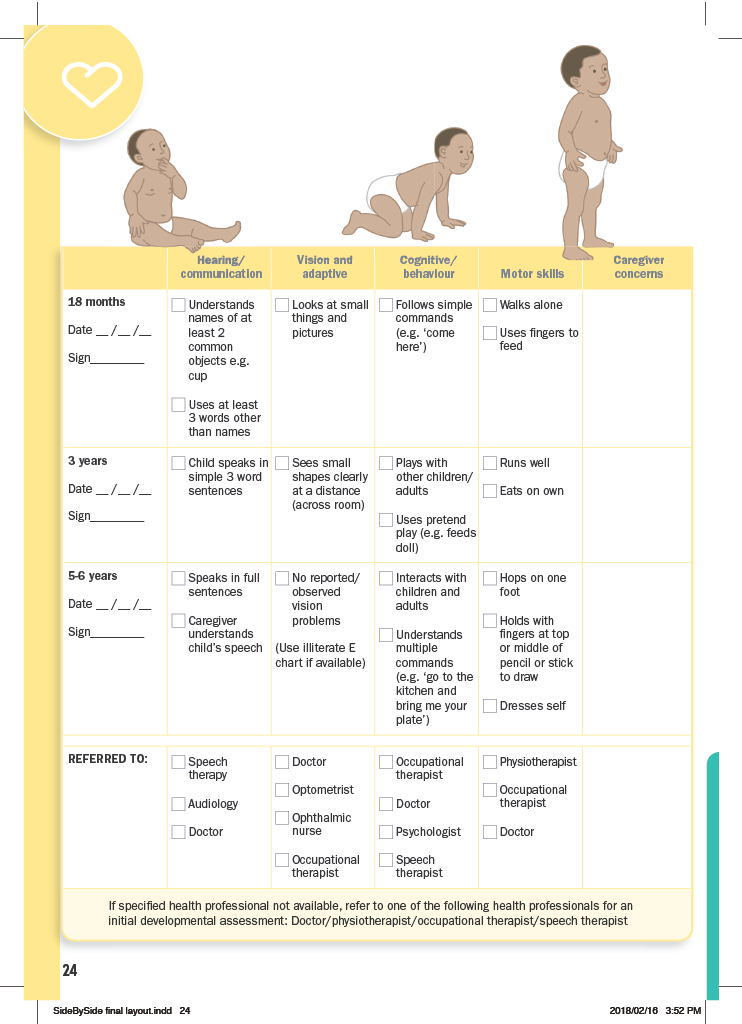 Hearing/
communication
Vision and
adaptive
Cognitive/
behaviour
Motor skills
Caregiver
concerns
18 months
Date __ /__ /__
Sign_________
Understands
names of at
least 2
common
objects e.g.
cup
Uses at least
3 words other
than names
Looks at small
things and
pictures
Follows simple
commands
(e.g. ‘come
here’)
Walks alone
Uses fingers to
feed
3 years
Date __ /__ /__
Sign_________
Child speaks in
simple 3 word
sentences
Sees small
shapes clearly
at a distance
(across room)
Plays with
other children/
adults
Uses pretend
play (e.g. feeds
doll)
Runs well
Eats on own
5-6 years
Date __ /__ /__
Sign_________
Speaks in full
sentences
Caregiver
understands
child’s speech
No reported/
observed
vision
problems
(Use illiterate E
chart if available)
Interacts with
children and
adults
Understands
multiple
commands
(e.g. ‘go to the
kitchen and
bring me your
plate’)
Hops on one
foot
Holds with
fingers at top
or middle of
pencil or stick
to draw
Dresses self
REFERRED TO:
Speech
therapy
Audiology
Doctor
Doctor
Optometrist
Ophthalmic
nurse
Occupational
therapist
Occupational
therapist
Doctor
Psychologist
Speech
therapist
Physiotherapist
Occupational
therapist
Doctor
If specified health professional not available, refer to one of the following health professionals for an
initial developmental assessment: Doctor/physiotherapist/occupational therapist/speech therapist
24
SideBySide final layout.indd 24
2018/02/16 3:52 PM